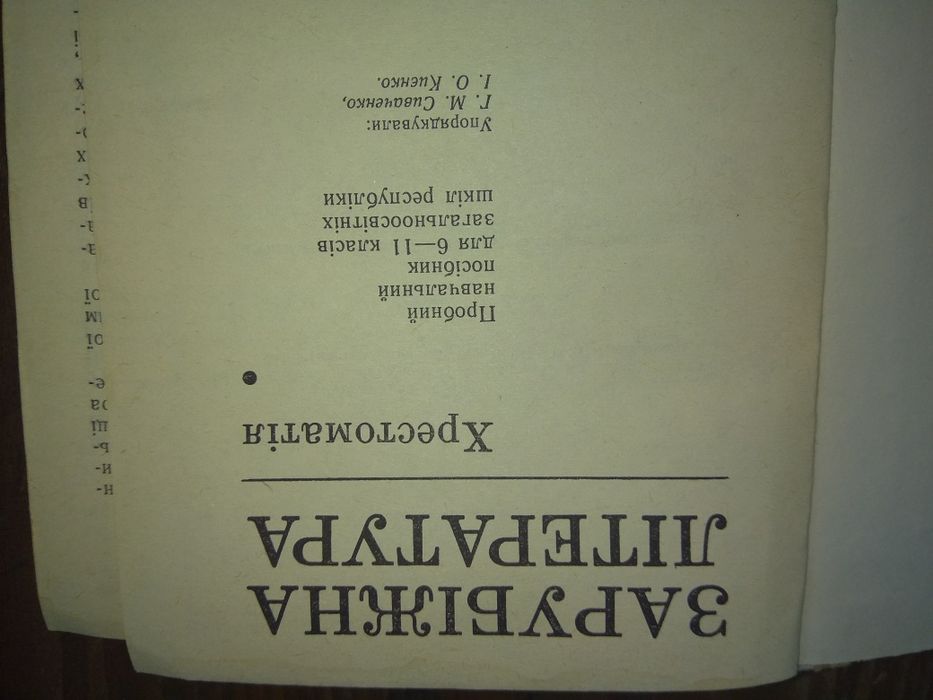 ЗАРУБІЖНА
ЛІТЕРАТУРА
Хрестоматія
Пробний
навчальний
посібник
для 6—11 класів
загальноосвітніх
шкіл республіки
Упорядкували:
Г. М. Сиваченко,
І. О. Киенко.